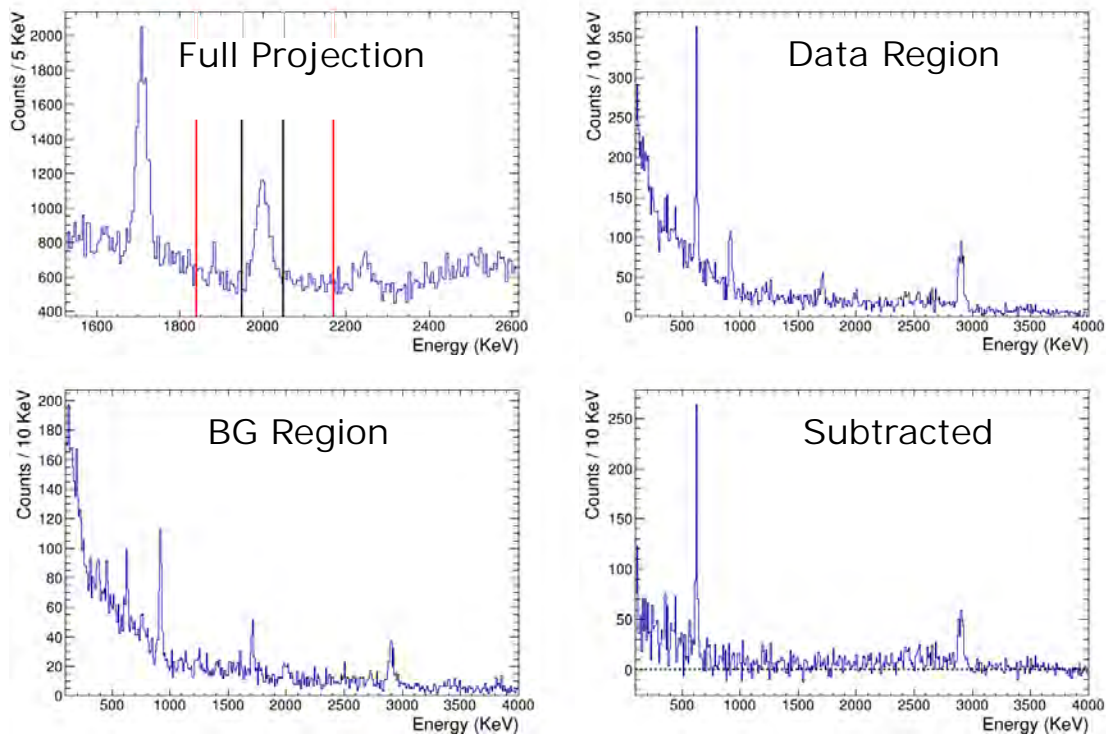 Full Projection
Counts / 5 KeV
2000
1800
1600
1400
1200
1000
800
600
400
1600 1800 2000 2200 2400 2600
Energy (KeV)
Data Region
Counts / 10 KeV
350
300
250
200
150
100
50
0
500 1000 1500 2000 2500 3000 3500 4000
Energy (KeV)
BG Region
Counts / 10 KeV
200
180
160
140
120
100
80
60
40
20
0
500 1000 1500 2000 2500 3000 3500 4000
Energy (KeV)
Subtracted
Counts / 10 KeV
250
200
150
100
50
0
500 1000 1500 2000 2500 3000 3500 4000
Energy (KeV)